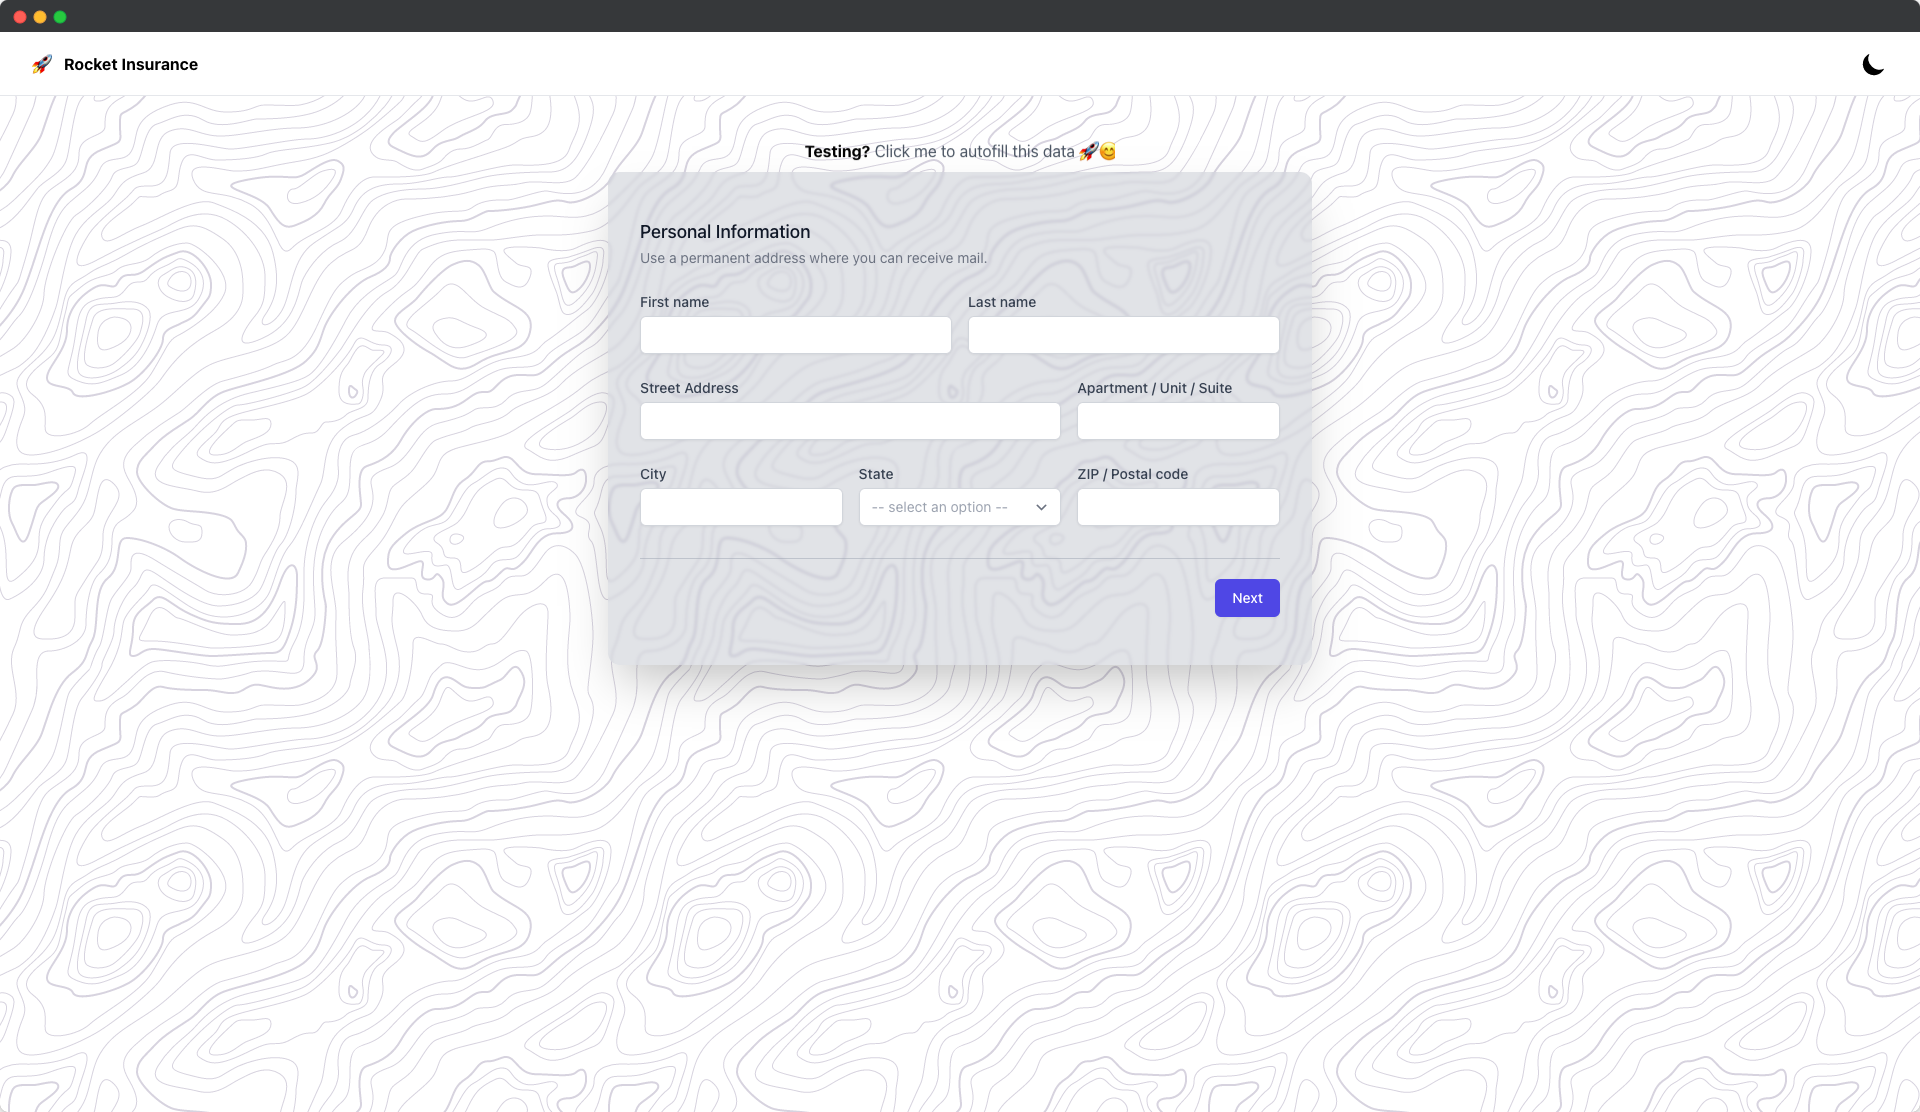 🚀 Rocket Insurance
Testing? Click me to autofill this data 🚀😋
Personal Information
Use a permanent address where you can receive mail.
First name
Last name
Street Address
Apartment / Unit / Suite
City
State
ZIP / Postal code
-- select an option --
Next